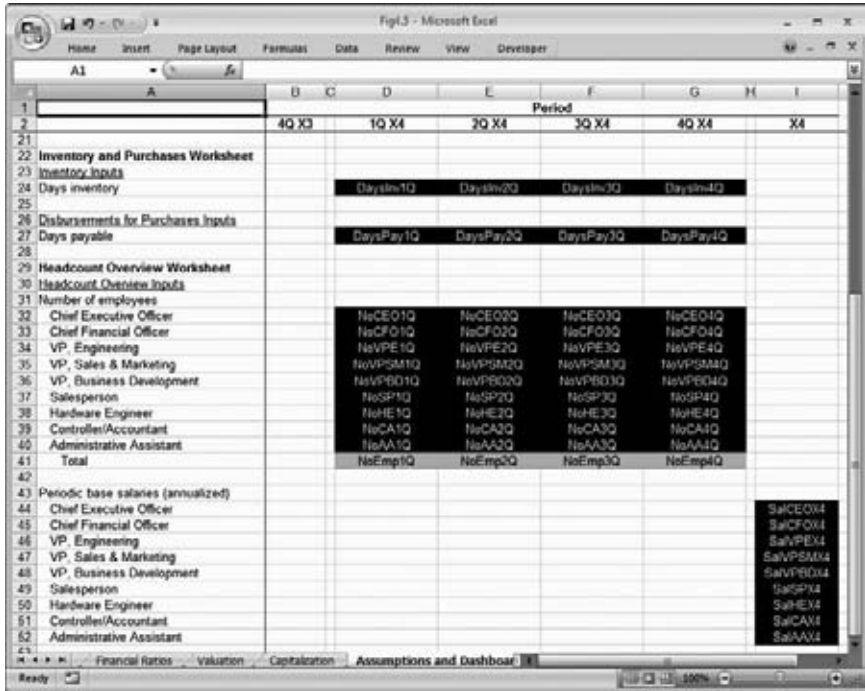 Fig4.5 - Microsoft Excel
Home Insert Page Layout Formulas Data Review View Developer
A1 fx
A B C D E F G H I
1 Period
2 4Q X3 1Q X4 2Q X4 3Q X4 4Q X4 X4
21
22 Inventory and Purchases Worksheet
23 Inventory Inputs
24 Days inventory DaysInv1Q DaysInv2Q DaysInv3Q DaysInv4Q
25
26 Disbursements for Purchases Inputs
27 Days payable DaysPay1Q DaysPay2Q DaysPay3Q DaysPay4Q
28
29 Headcount Overview Worksheet
30 Headcount Overview Inputs
31 Number of employees
32 Chief Executive Officer NoCEO1Q NoCEO2Q NoCEO3Q NoCEO4Q
33 Chief Financial Officer NoCFO1Q NoCFO2Q NoCFO3Q NoCFO4Q
34 VP, Engineering NoVPE1Q NoVPE2Q NoVPE3Q NoVPE4Q
35 VP, Sales & Marketing NoVPSM1Q NoVPSM2Q NoVPSM3Q NoVPSM4Q
36 VP, Business Development NoVPBD1Q NoVPBD2Q NoVPBD3Q NoVPBD4Q
37 Salesperson NoSP1Q NoSP2Q NoSP3Q NoSP4Q
38 Hardware Engineer NoHE1Q NoHE2Q NoHE3Q NoHE4Q
39 Controller/Accountant NoCA1Q NoCA2Q NoCA3Q NoCA4Q
40 Administrative Assistant NoAA1Q NoAA2Q NoAA3Q NoAA4Q
41 Total NoEmp1Q NoEmp2Q NoEmp3Q NoEmp4Q
42
43 Periodic base salaries (annualized)
44 Chief Executive Officer SalCEOX4
45 Chief Financial Officer SalCFOX4
46 VP, Engineering SalVPEX4
47 VP, Sales & Marketing SalVPSMX4
48 VP, Business Development SalVPBDX4
49 Salesperson SalSPX4
50 Hardware Engineer SalHEX4
51 Controller/Accountant SalCAX4
52 Administrative Assistant SalAAX4
53
Financial Ratios Valuation Capitalization Assumptions and Dashboar
Ready 100%